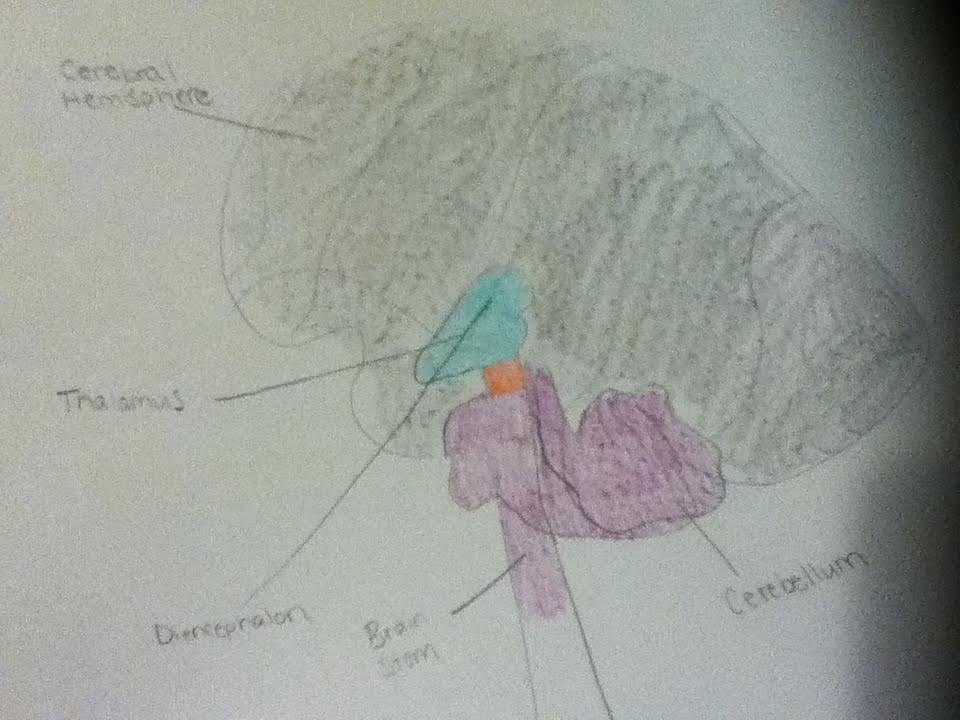 Cerebral
Hemisphere
Thalamus
Diencephalon
Brain
Stem
Cerebellum